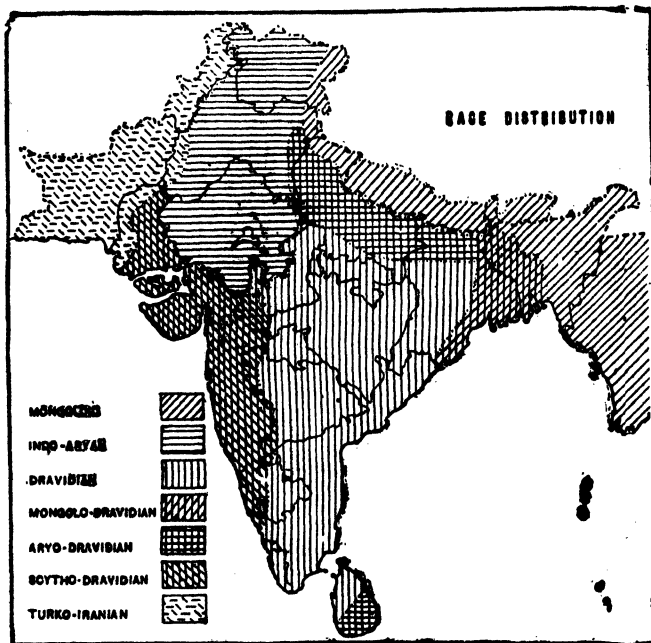 RACE DISTRIBUTION
MONGOLOID
INDO-ARYAN
DRAVIDIAN
MONGOLO-DRAVIDIAN
ARYO-DRAVIDIAN
SCYTHO-DRAVIDIAN
TURKO-IRANIAN